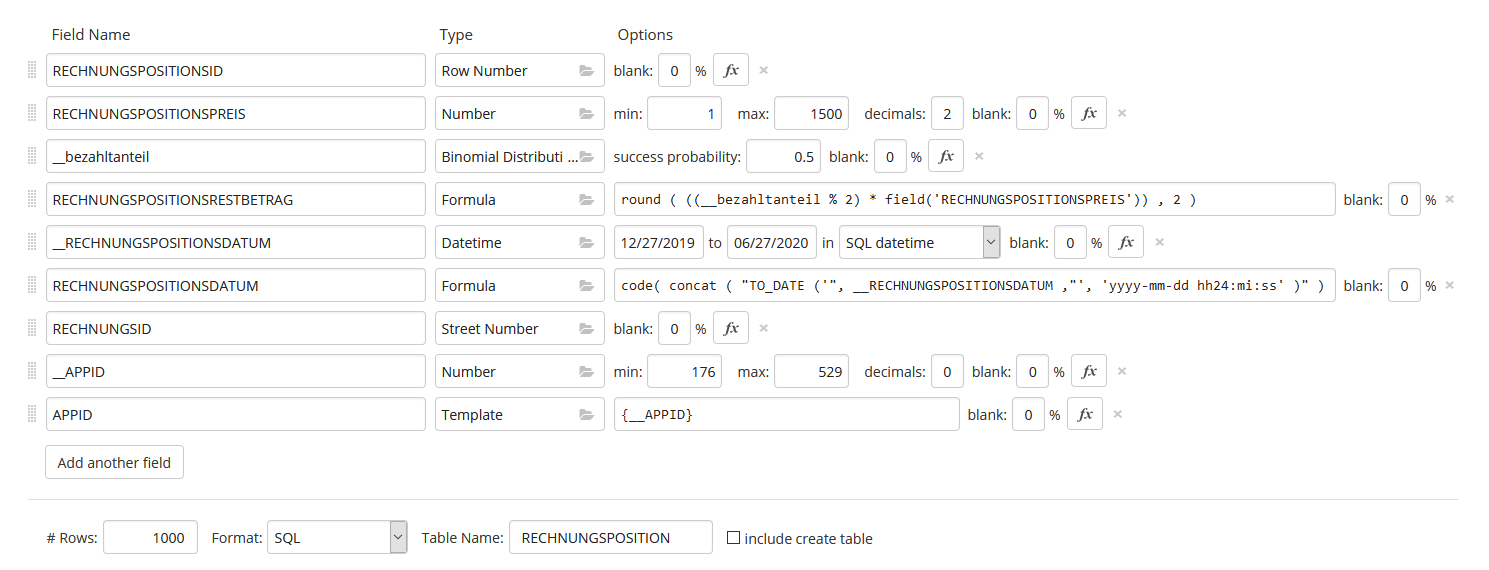 Field Name Type Options
RECHNUNGSPOSITIONSID Row Number blank: 0 % fx ×
RECHNUNGSPOSITIONSPREIS Number min: 1 max: 1500 decimals: 2 blank: 0 % fx ×
__bezahltanteil Binomial Distributi ... success probability: 0.5 blank: 0 % fx ×
RECHNUNGSPOSITIONSRESTBETRAG Formula round ( ((__bezahltanteil % 2) * field('RECHNUNGSPOSITIONSPREIS')) , 2 ) blank: 0 % ×
__RECHNUNGSPOSITIONSDATUM Datetime 12/27/2019 to 06/27/2020 in SQL datetime blank: 0 % fx ×
RECHNUNGSPOSITIONSDATUM Formula code( concat ( "TO_DATE ('", __RECHNUNGSPOSITIONSDATUM ,"', 'yyyy-mm-dd hh24:mi:ss' )" ) blank: 0 % ×
RECHNUNGSID Street Number blank: 0 % fx ×
__APPID Number min: 176 max: 529 decimals: 0 blank: 0 % fx ×
APPID Template {__APPID} blank: 0 % fx ×
Add another field
# Rows: 1000 Format: SQL Table Name: RECHNUNGSPOSITION include create table